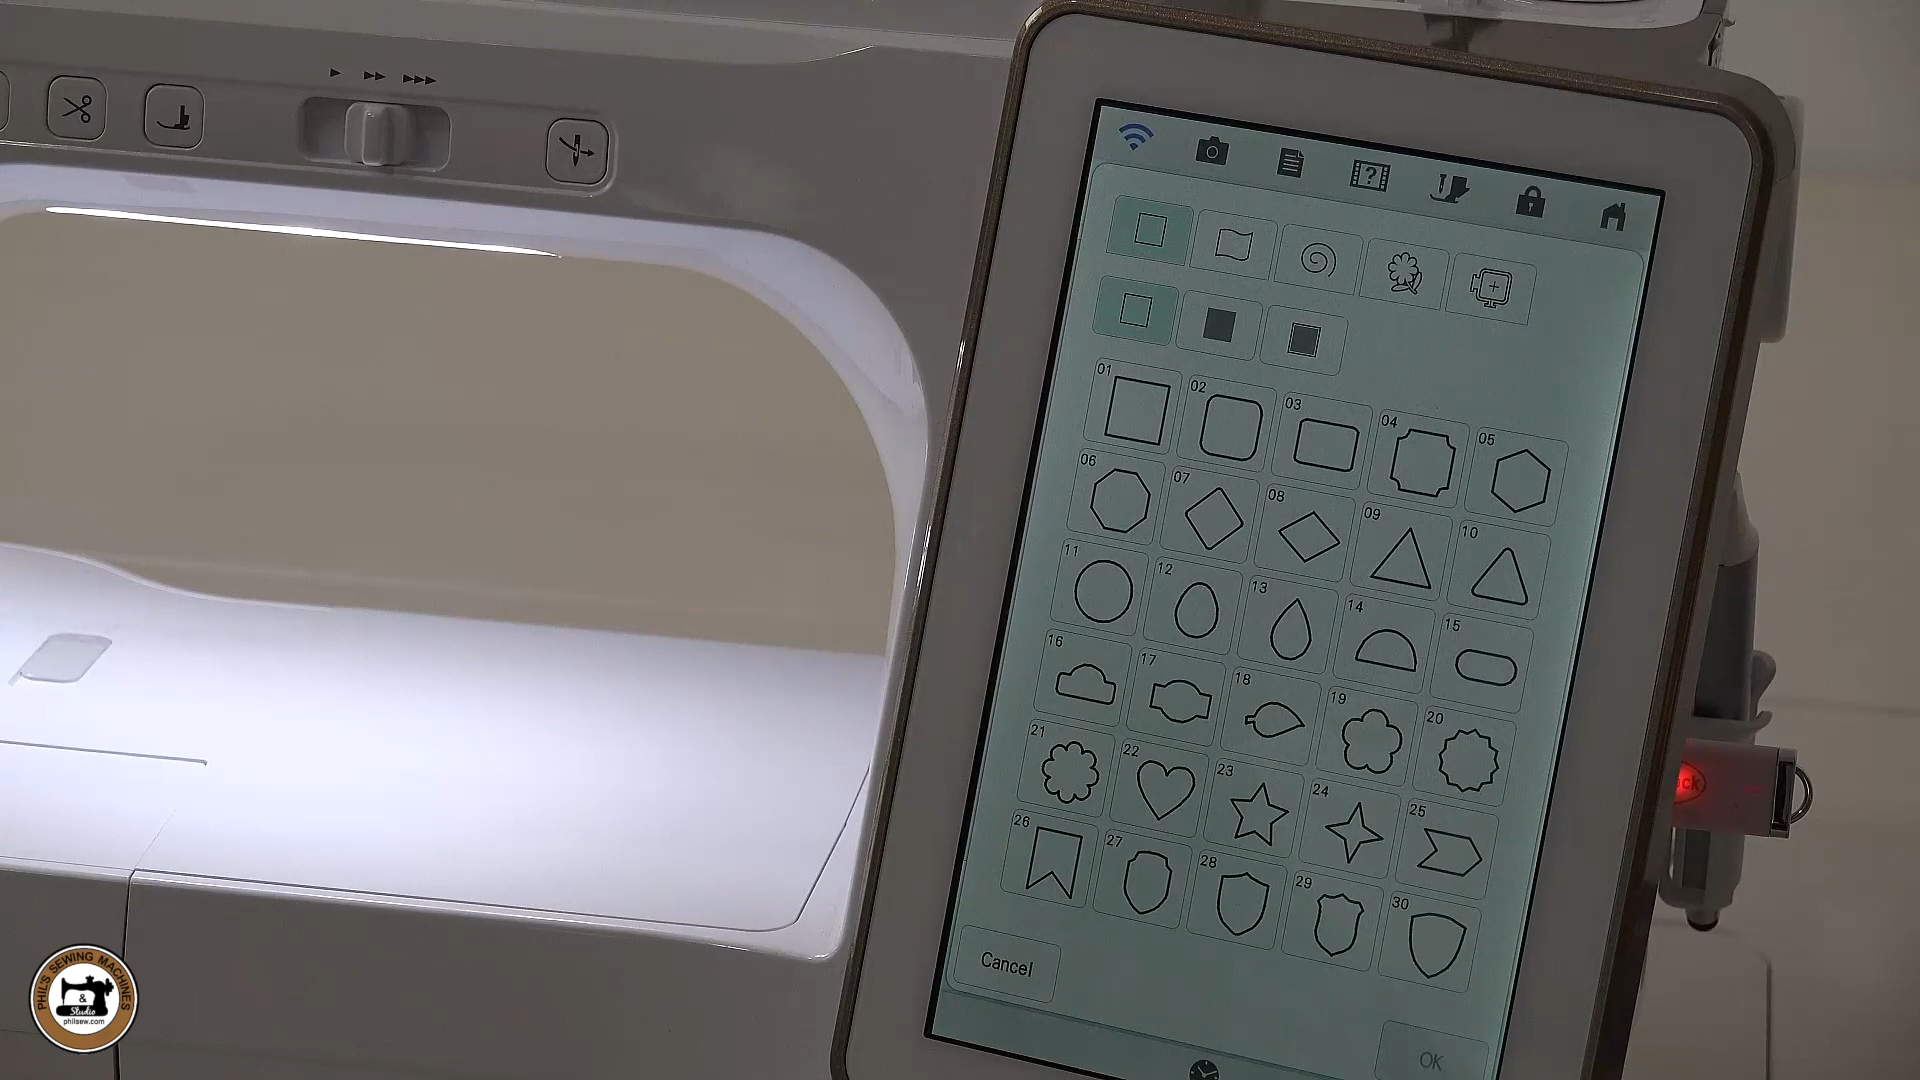 01 02 03 04 05
06 07 08 09 10
11 12 13 14 15
16 17 18 19 20
21 22 23 24 25
26 27 28 29 30
Cancel
OK
PHIL'S SEWING MACHINES
&
Studio
philsew.com